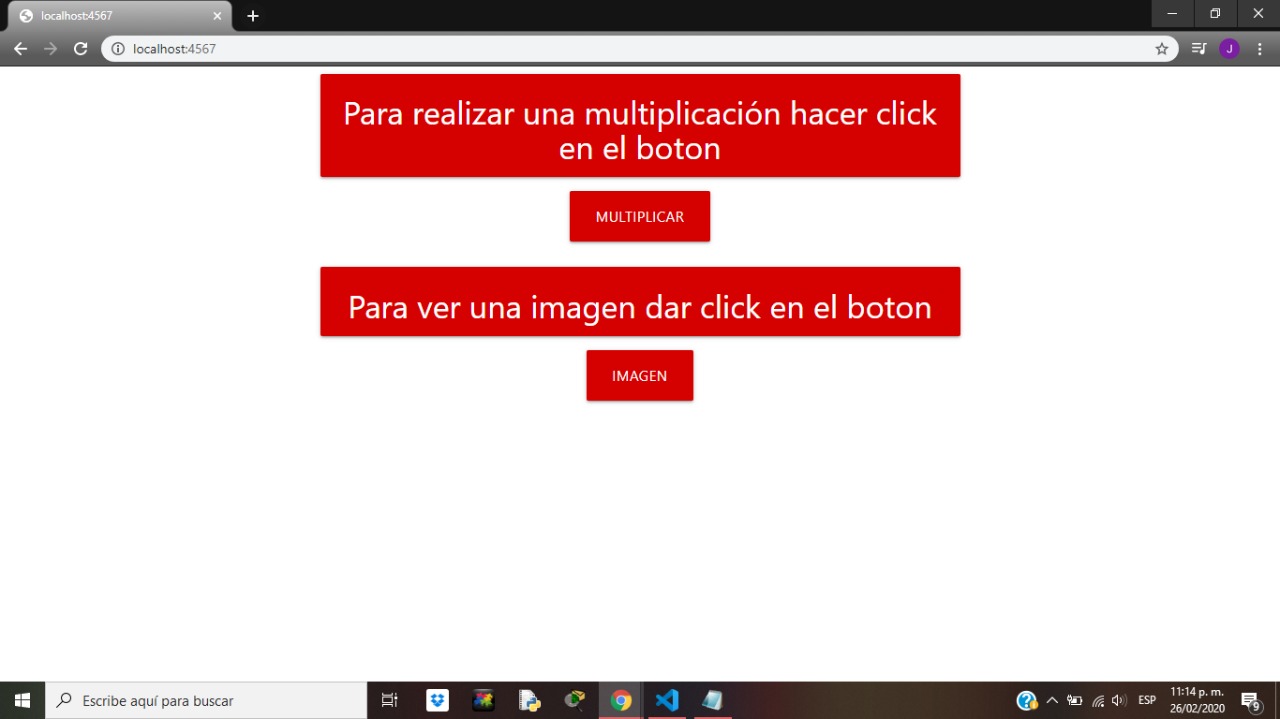 localhost:4567
localhost:4567
J
Para realizar una multiplicación hacer click
en el boton
MULTIPLICAR
Para ver una imagen dar click en el boton
IMAGEN
Escribe aquí para buscar
ESP
11:14 p. m.
26/02/2020
9